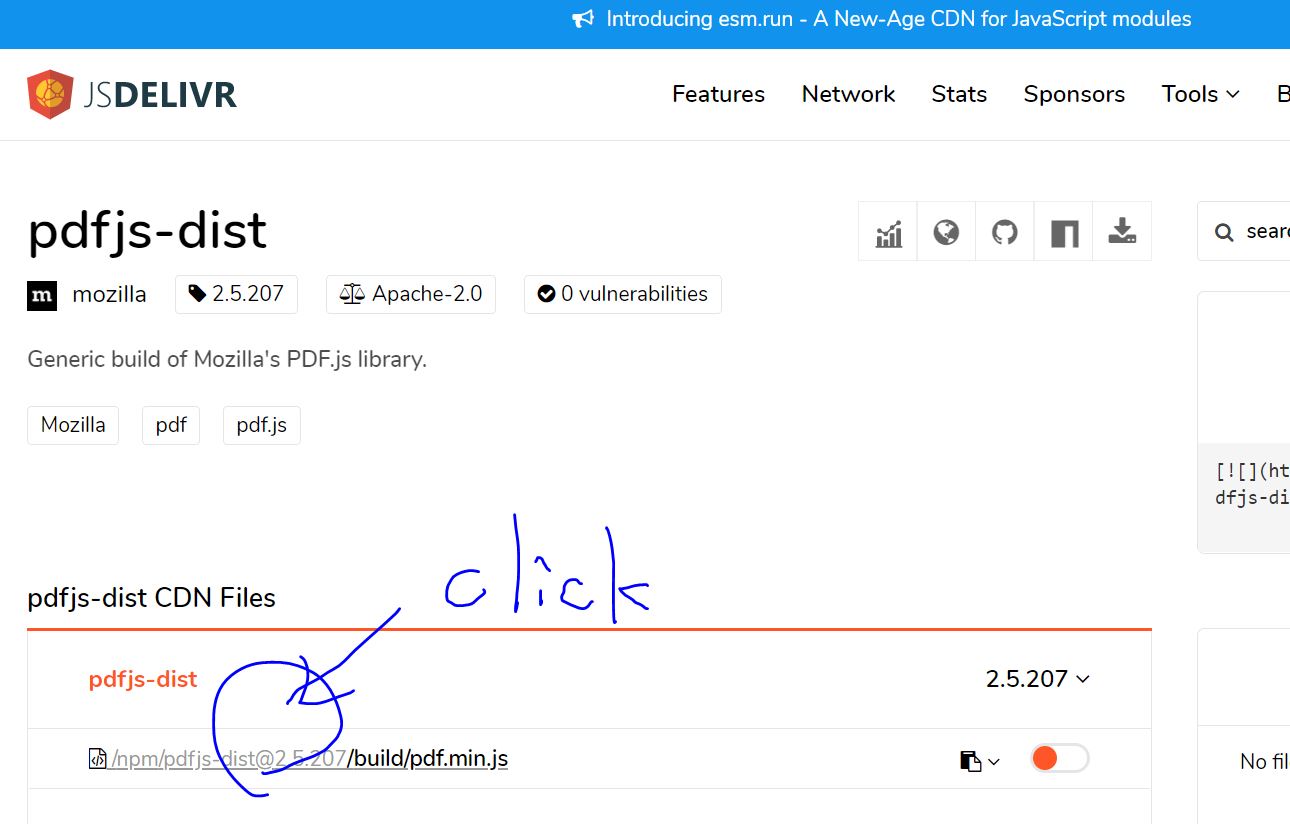 Introducing esm.run - A New-Age CDN for JavaScript modules
JSDELIVR
Features Network Stats Sponsors Tools B
pdfjs-dist
sear
m mozilla 2.5.207 Apache-2.0 0 vulnerabilities
Generic build of Mozilla's PDF.js library.
Mozilla pdf pdf.js
[![](ht
dfjs-di
click
pdfjs-dist CDN Files
pdfjs-dist 2.5.207
/npm/pdfjs-dist@2.5.207/build/pdf.min.js
No fil